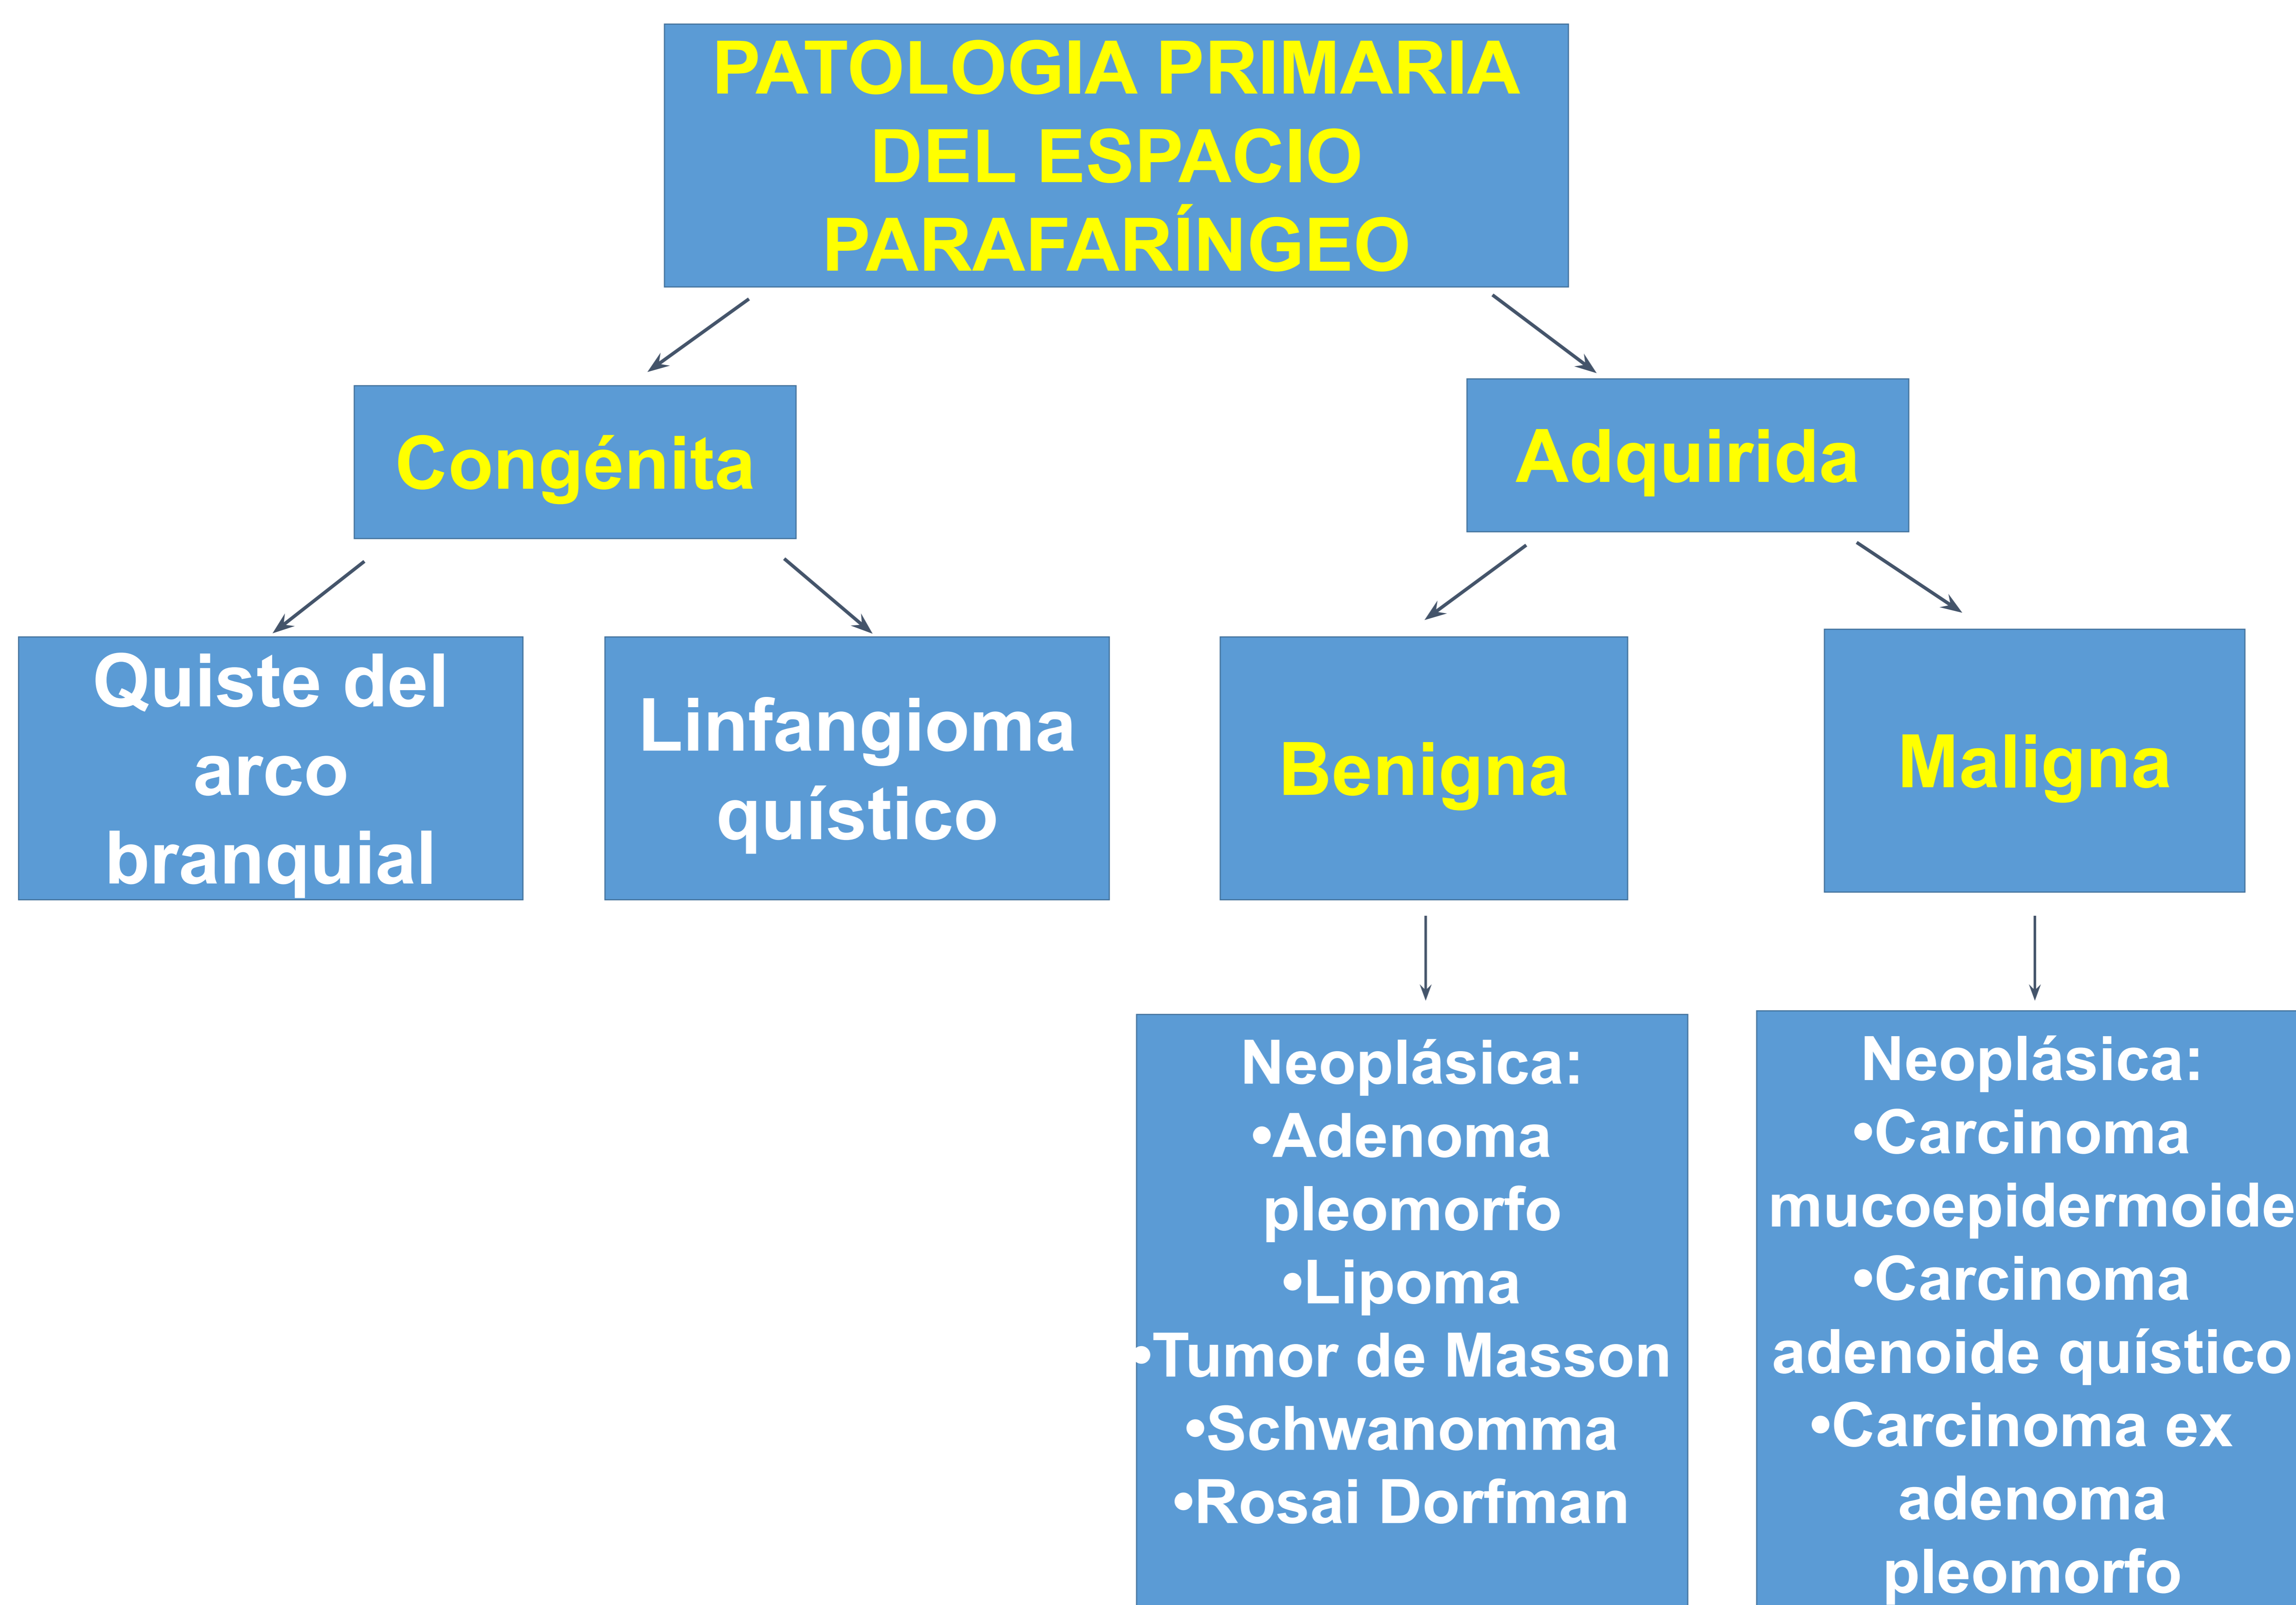 PATOLOGIA PRIMARIA
DEL ESPACIO
PARAFARÍNGEO
Congénita
Adquirida
Quiste del
arco
branquial
Linfangioma
quístico
Benigna
Maligna
Neoplásica:
•Adenoma
pleomorfo
•Lipoma
•Tumor de Masson
•Schwanomma
•Rosai Dorfman
Neoplásica:
•Carcinoma
mucoepidermoide
•Carcinoma
adenoide quístico
•Carcinoma ex
adenoma
pleomorfo